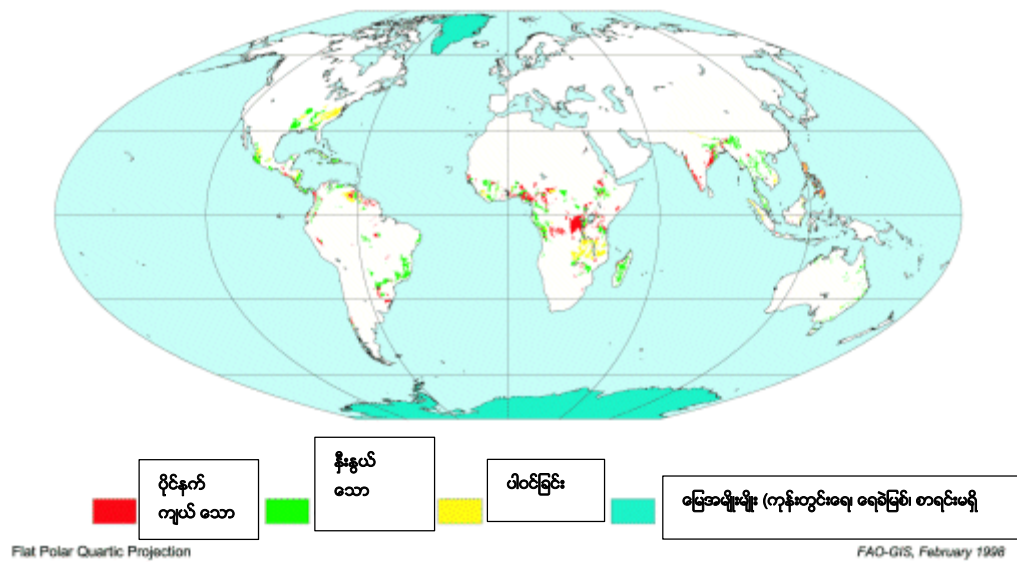 ပိုင်နက်
ကျယ် သော
နှီးနွယ်
သော
ပါဝင်ခြင်း
မြေအမျိုးမျိုး (ကုန်းတွင်းရေ၊ ရေခဲမြစ်၊ စာရင်းမရှိ
Flat Polar Quartic Projection
FAO-GIS, February 1998